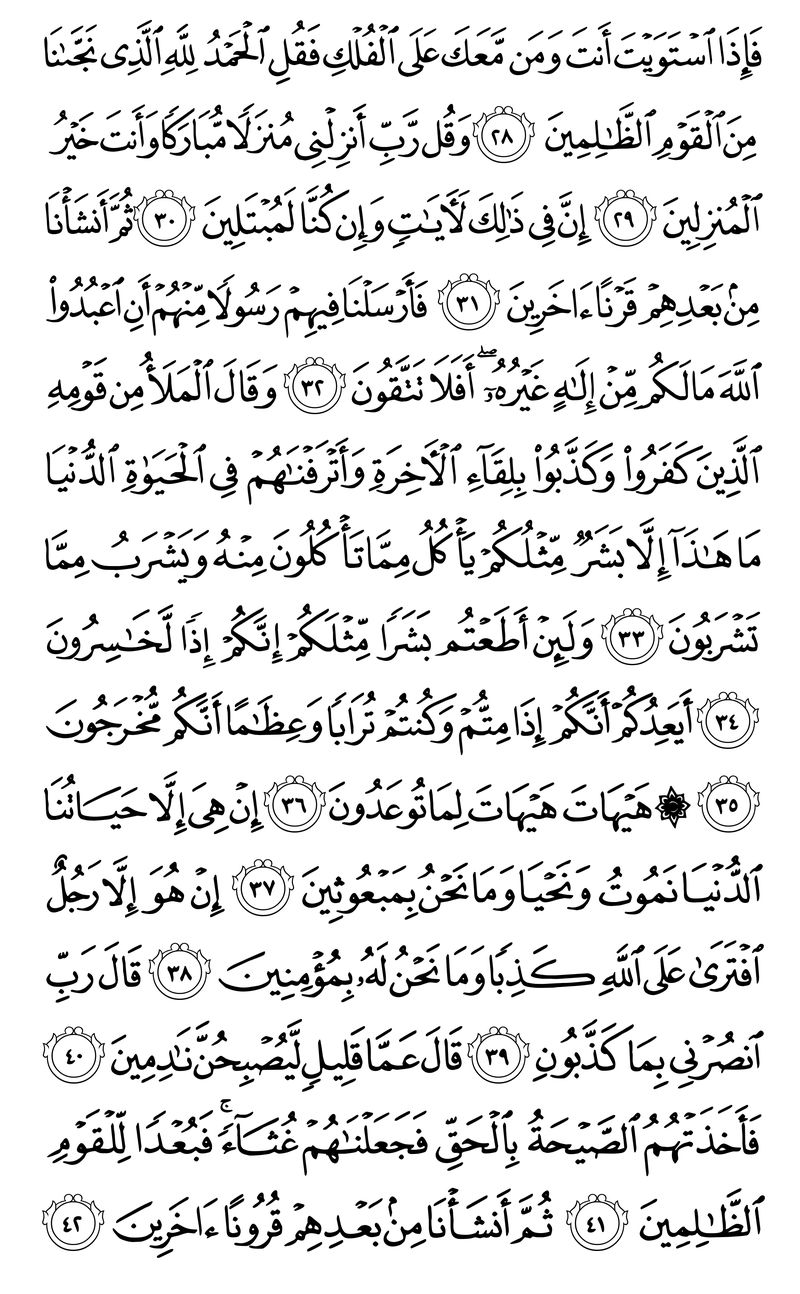 فَإِذَا ٱسۡتَوَيۡتَ أَنتَ وَمَن مَّعَكَ عَلَى ٱلۡفُلۡكِ فَقُلِ ٱلۡحَمۡدُ لِلَّهِ ٱلَّذِي نَجَّىٰنَا
مِنَ ٱلۡقَوۡمِ ٱلظَّٰلِمِينَ ٢٨ وَقُل رَّبِّ أَنزِلۡنِي مُنزَلٗا مُّبَارَكٗا وَأَنتَ خَيۡرُ
ٱلۡمُنزِلِينَ ٢٩ إِنَّ فِي ذَٰلِكَ لَأٓيَٰتٖ وَإِن كُنَّا لَمُبۡتَلِينَ ٣٠ ثُمَّ أَنشَأۡنَا
مِنۢ بَعۡدِهِمۡ قَرۡنًا ءَاخَرِينَ ٣١ فَأَرۡسَلۡنَا فِيهِمۡ رَسُولٗا مِّنۡهُمۡ أَنِ ٱعۡبُدُواْ
ٱللَّهَ مَا لَكُم مِّنۡ إِلَٰهٍ غَيۡرُهُۥٓۖ أَفَلَا تَتَّقُونَ ٣٢ وَقَالَ ٱلۡمَلَأُ مِن قَوۡمِهِ
ٱلَّذِينَ كَفَرُواْ وَكَذَّبُواْ بِلِقَآءِ ٱلۡأٓخِرَةِ وَأَتۡرَفۡنَٰهُمۡ فِي ٱلۡحَيَوٰةِ ٱلدُّنۡيَا
مَا هَٰذَآ إِلَّا بَشَرٞ مِّثۡلُكُمۡ يَأۡكُلُ مِمَّا تَأۡكُلُونَ مِنۡهُ وَيَشۡرَبُ مِمَّا
تَشۡرَبُونَ ٣٣ وَلَئِنۡ أَطَعۡتُم بَشَرٗا مِّثۡلَكُمۡ إِنَّكُمۡ إِذٗا لَّخَٰسِرُونَ
٣٤ أَيَعِدُكُمۡ أَنَّكُمۡ إِذَا مِتُّمۡ وَكُنتُمۡ تُرَابٗا وَعِظَٰمًا أَنَّكُم مُّخۡرَجُونَ
٣٥ ۞ هَيۡهَاتَ هَيۡهَاتَ لِمَا تُوعَدُونَ ٣٦ إِنۡ هِيَ إِلَّا حَيَاتُنَا
ٱلدُّنۡيَا نَمُوتُ وَنَحۡيَا وَمَا نَحۡنُ بِمَبۡعُوثِينَ ٣٧ إِنۡ هُوَ إِلَّا رَجُلٌ
ٱفۡتَرَىٰ عَلَى ٱللَّهِ كَذِبٗا وَمَا نَحۡنُ لَهُۥ بِمُؤۡمِنِينَ ٣٨ قَالَ رَبِّ
ٱنصُرۡنِي بِمَا كَذَّبُونِ ٣٩ قَالَ عَمَّا قَلِيلٖ لَّيُصۡبِحُنَّ نَٰدِمِينَ ٤٠
فَأَخَذَتۡهُمُ ٱلصَّيۡحَةُ بِٱلۡحَقِّ فَجَعَلۡنَٰهُمۡ غُثَآءٗۚ فَبُعۡدٗا لِّلۡقَوۡمِ
ٱلظَّٰلِمِينَ ٤١ ثُمَّ أَنشَأۡنَا مِنۢ بَعۡدِهِمۡ قُرُونًا ءَاخَرِينَ ٤٢